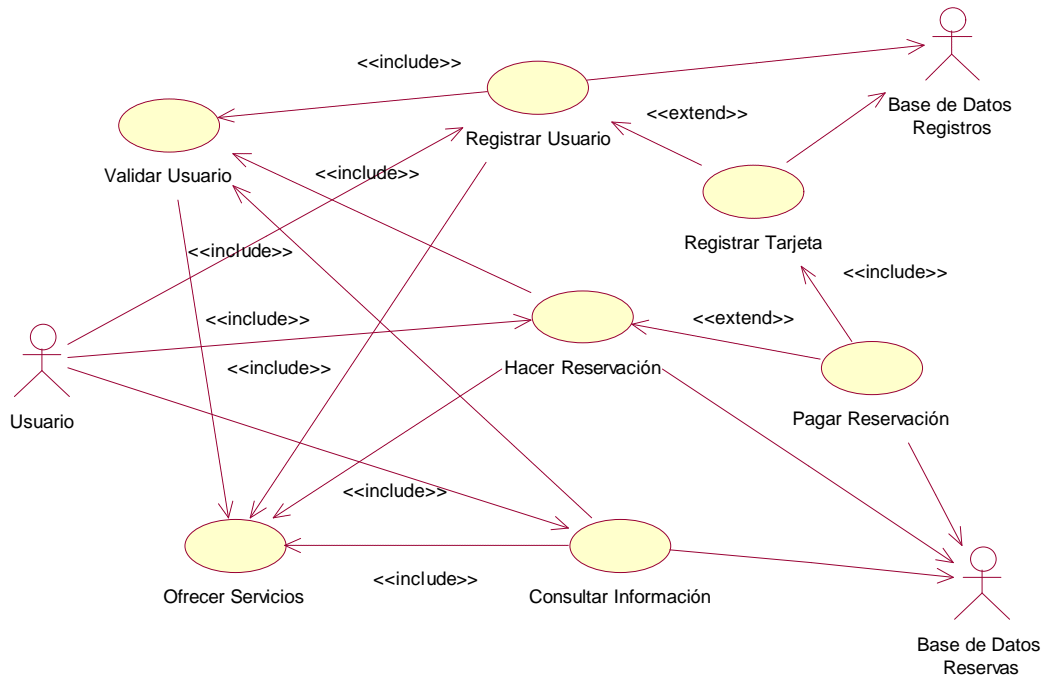 <<include>>
Base de Datos
Registros
<<extend>>
Registrar Usuario
Validar Usuario
<<include>>
Registrar Tarjeta
<<include>>
<<include>>
<<include>>
<<extend>>
<<include>>
Hacer Reservación
Usuario
Pagar Reservación
<<include>>
<<include>>
Ofrecer Servicios
Consultar Información
Base de Datos
Reservas